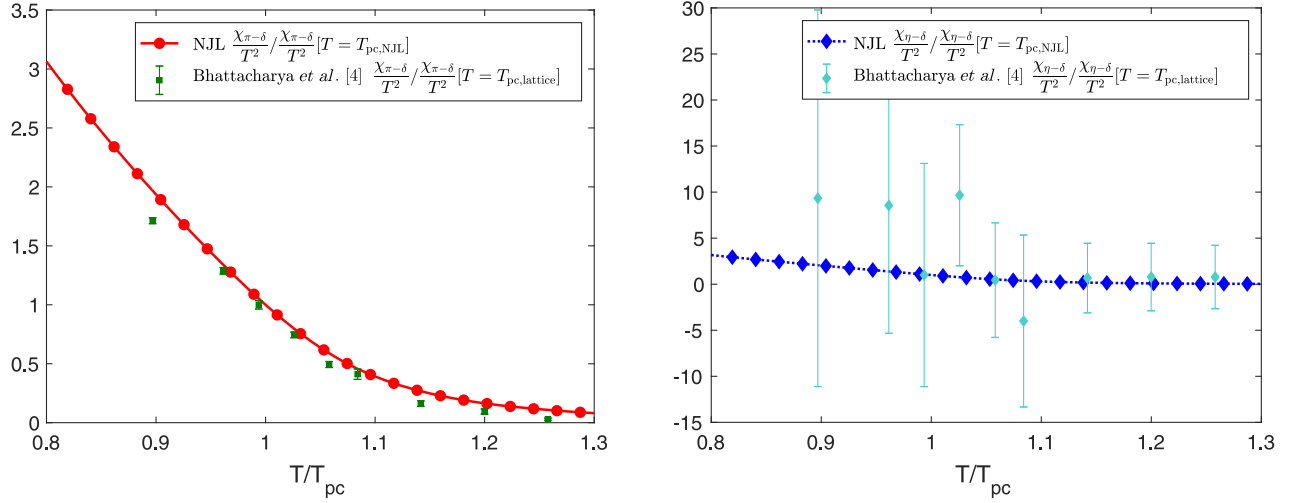 3.5
3
2.5
2
1.5
1
0.5
0
NJL χ_{π−δ}/T² / χ_{π−δ}/T² [T = T_{pc,NJL}]
Bhattacharya et al. [4] χ_{π−δ}/T² / χ_{π−δ}/T² [T = T_{pc,lattice}]
0.8 0.9 1 1.1 1.2 1.3
T/T_{pc}
30
25
20
15
10
5
0
-5
-10
-15
NJL χ_{η−δ}/T² / χ_{η−δ}/T² [T = T_{pc,NJL}]
Bhattacharya et al. [4] χ_{η−δ}/T² / χ_{η−δ}/T² [T = T_{pc,lattice}]
0.8 0.9 1 1.1 1.2 1.3
T/T_{pc}